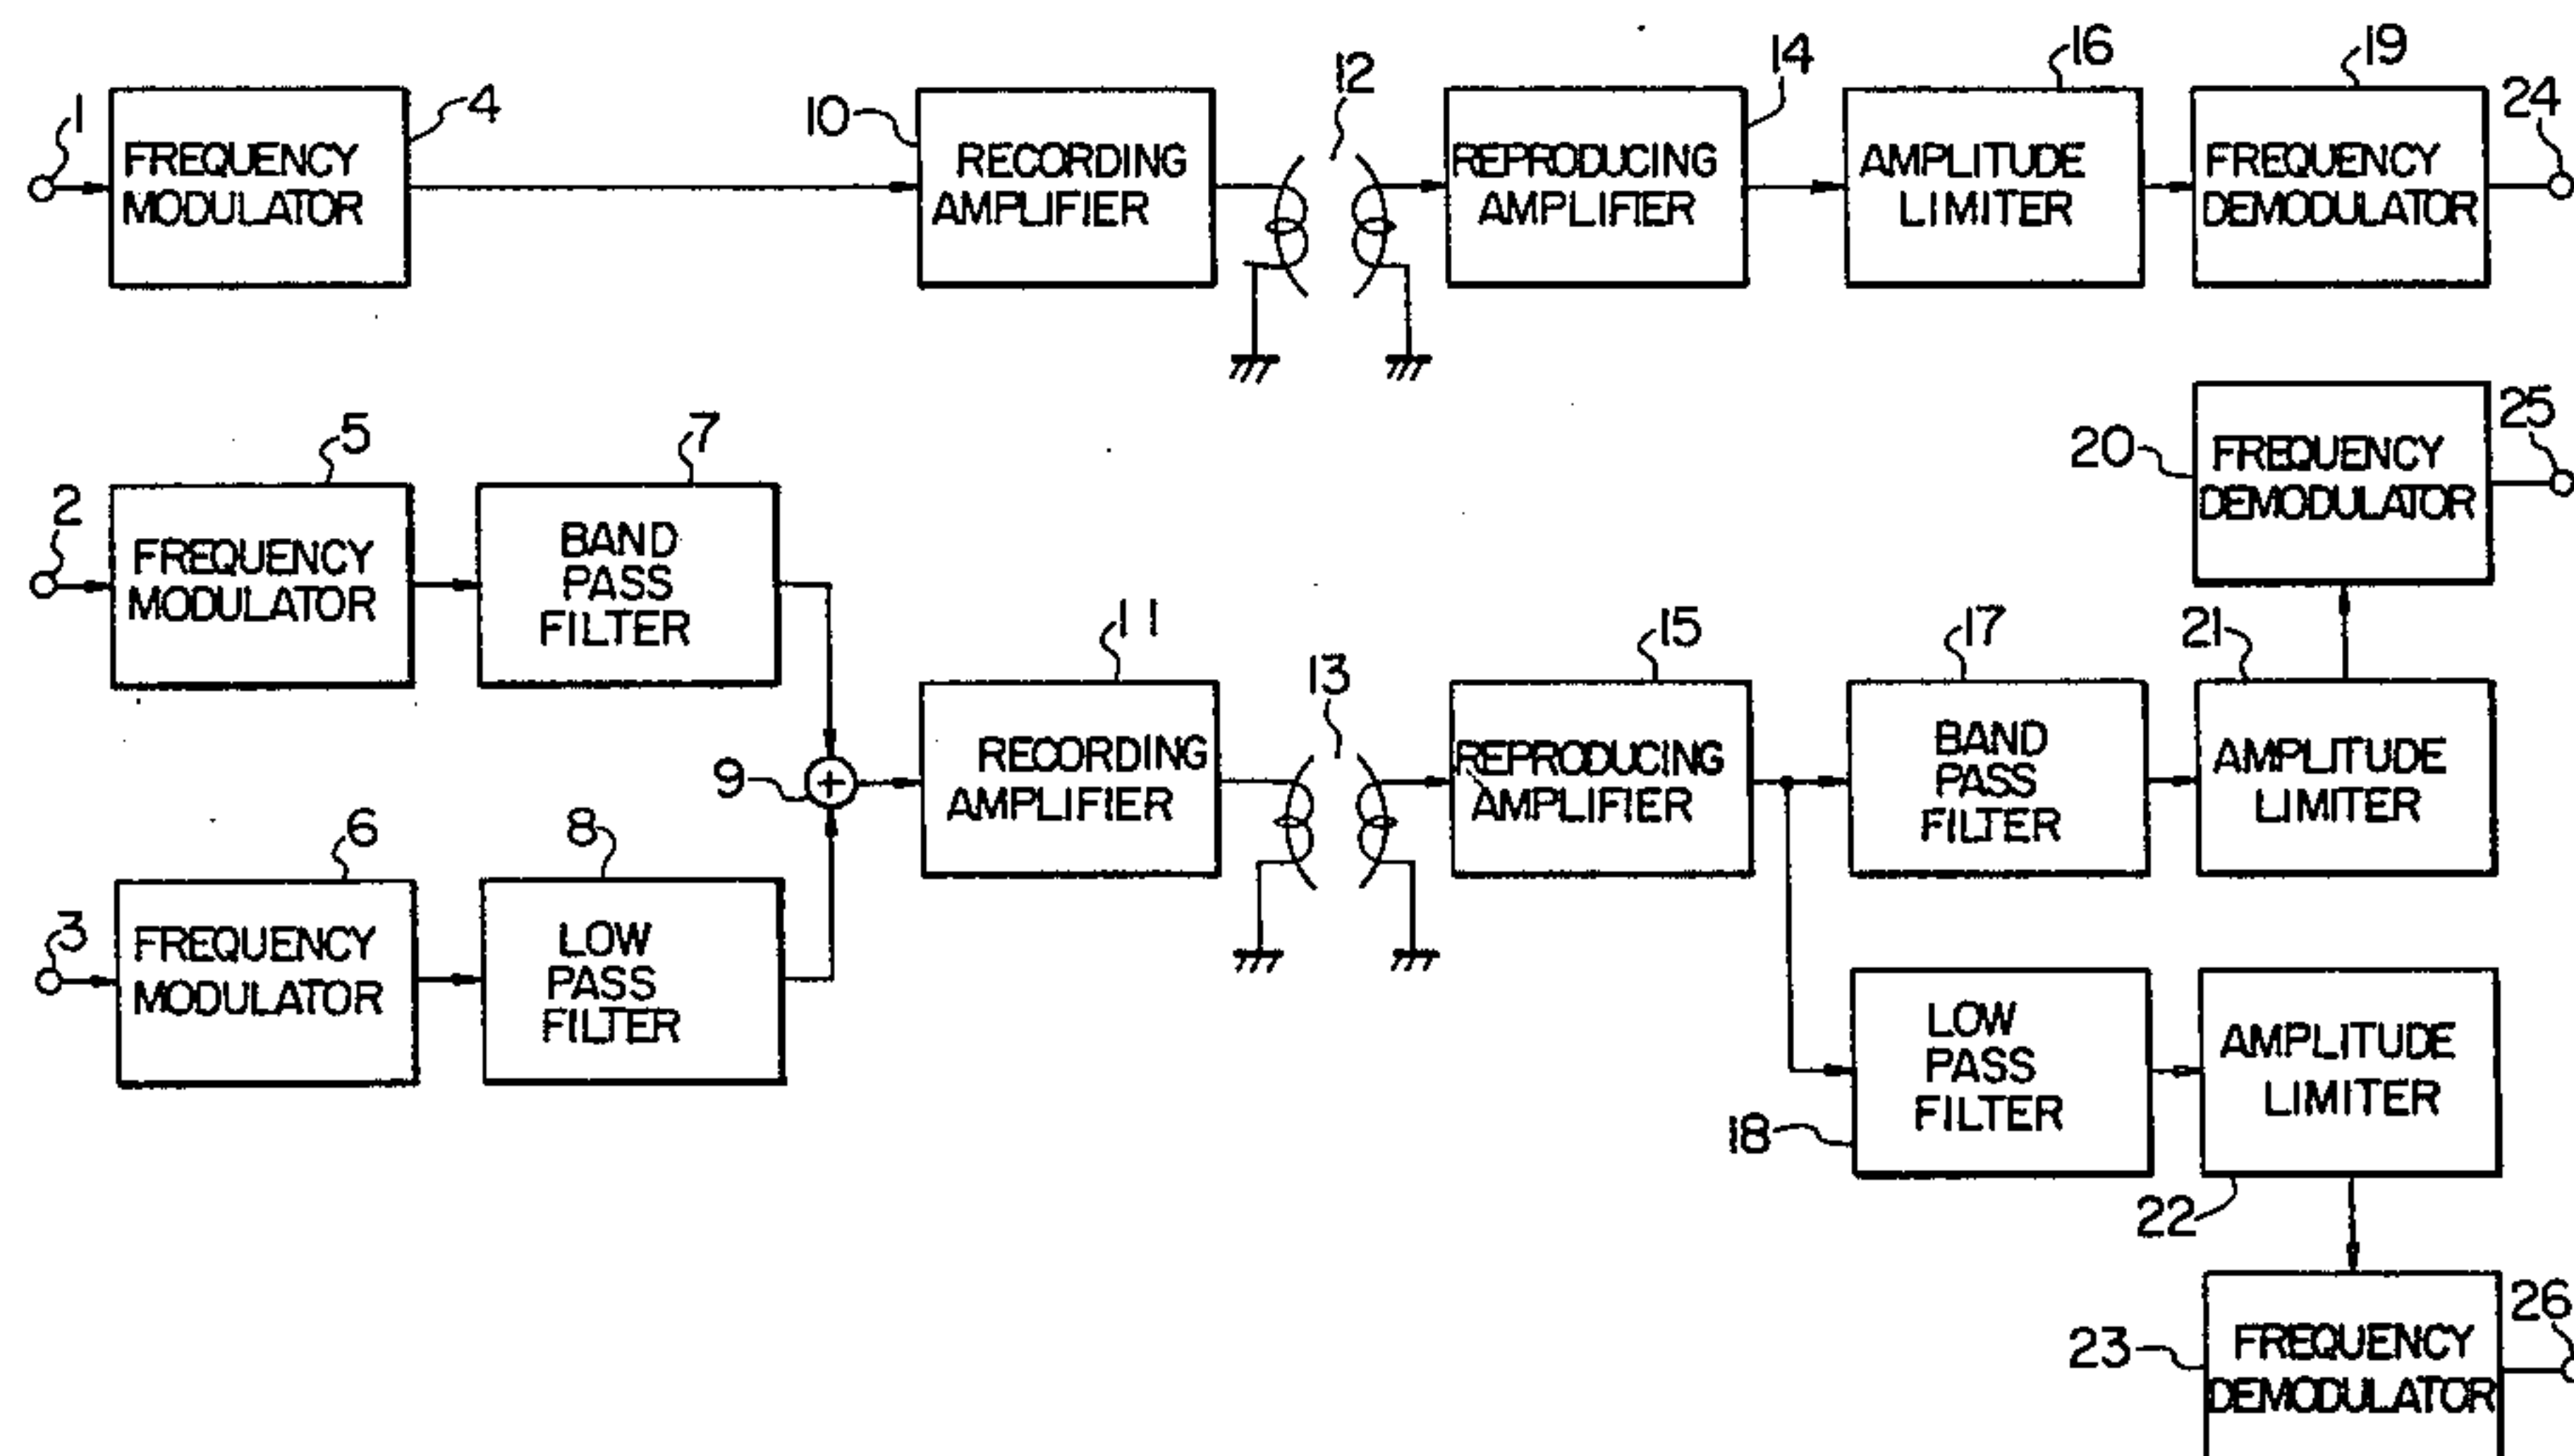 1
FREQUENCY
MODULATOR
4
10
RECORDING
AMPLIFIER
12
REPRODUCING
AMPLIFIER
14
AMPLITUDE
LIMITER
16
FREQUENCY
DEMODULATOR
19
24
2
FREQUENCY
MODULATOR
5
BAND
PASS
FILTER
7
20
FREQUENCY
DEMODULATOR
25
3
FREQUENCY
MODULATOR
6
LOW
PASS
FILTER
8
9
+
RECORDING
AMPLIFIER
11
13
REPRODUCING
AMPLIFIER
15
BAND
PASS
FILTER
17
AMPLITUDE
LIMITER
21
LOW
PASS
FILTER
18
AMPLITUDE
LIMITER
22
23
FREQUENCY
DEMODULATOR
26